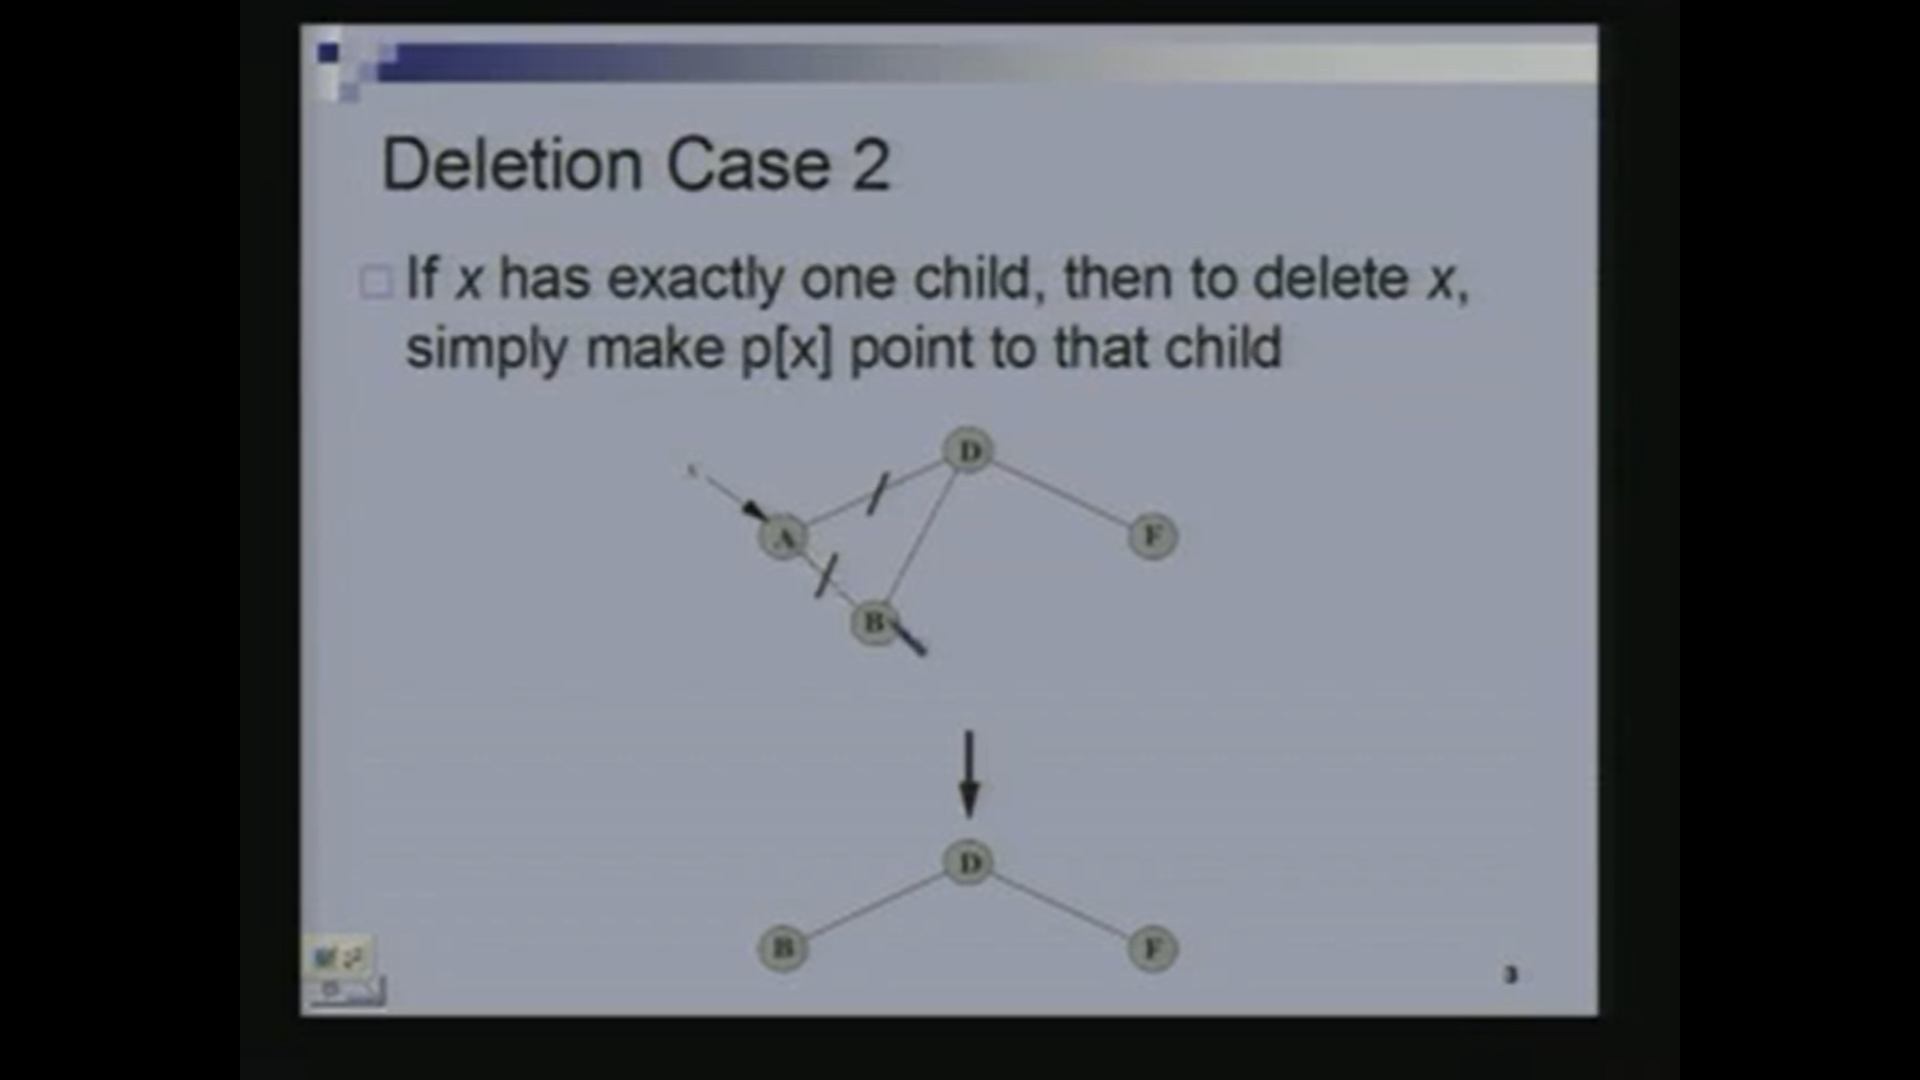 Deletion Case 2
If x has exactly one child, then to delete x,
simply make p[x] point to that child
D
x
A
F
B
D
B
F
3